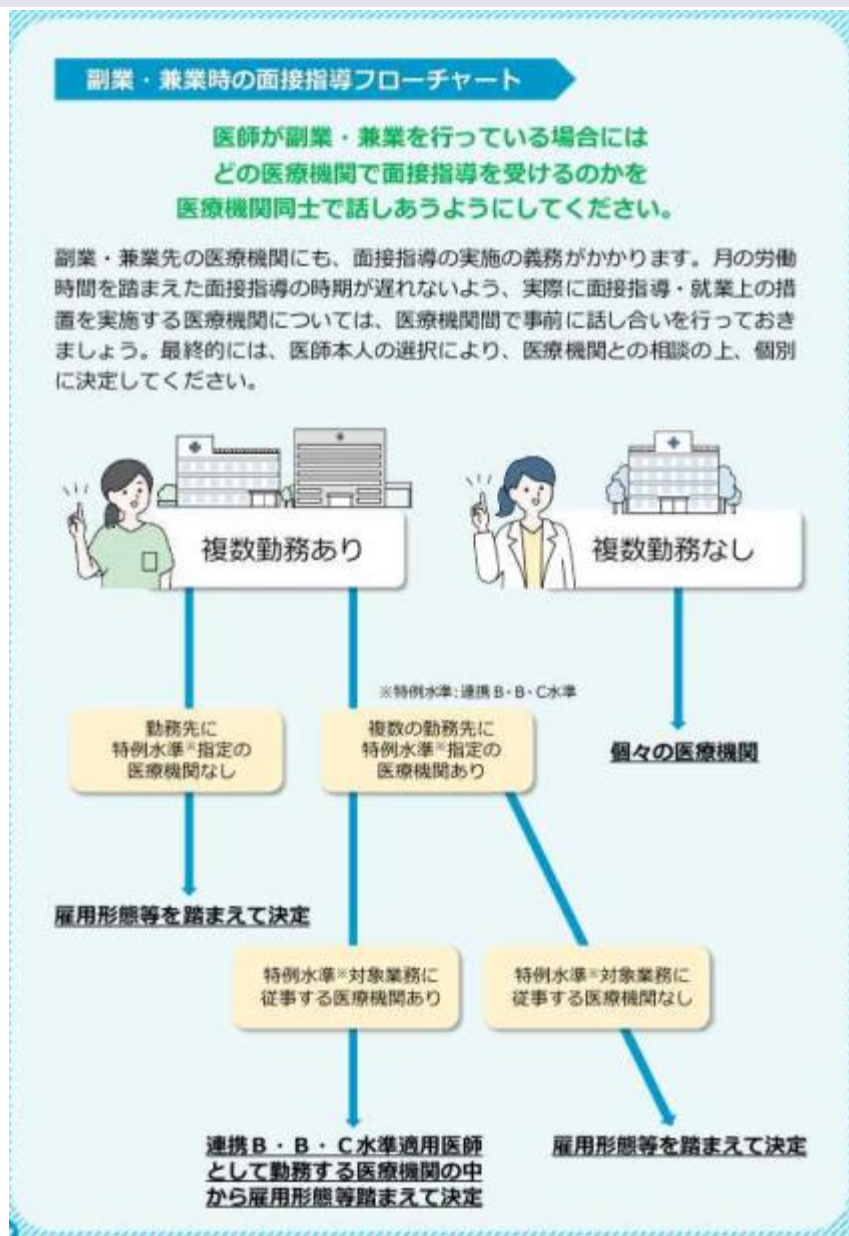 副業・兼業時の面接指導フローチャート
医師が副業・兼業を行っている場合には
どの医療機関で面接指導を受けるのかを
医療機関同士で話しあうようにしてください。
副業・兼業先の医療機関にも、面接指導の実施の義務がかかります。月の労働
時間を踏まえた面接指導の時期が遅れないよう、実際に面接指導・就業上の措
置を実施する医療機関については、医療機関間で事前に話し合いを行っておき
ましょう。最終的には、医師本人の選択により、医療機関との相談の上、個別
に決定してください。
複数勤務あり
複数勤務なし
※特例水準:連携B・B・C水準
勤務先に
特例水準※指定の
医療機関なし
複数の勤務先に
特例水準※指定の
医療機関あり
個々の医療機関
雇用形態等を踏まえて決定
特例水準※対象業務に
従事する医療機関あり
特例水準※対象業務に
従事する医療機関なし
連携B・B・C水準適用医師
として勤務する医療機関の中
から雇用形態等踏まえて決定
雇用形態等を踏まえて決定